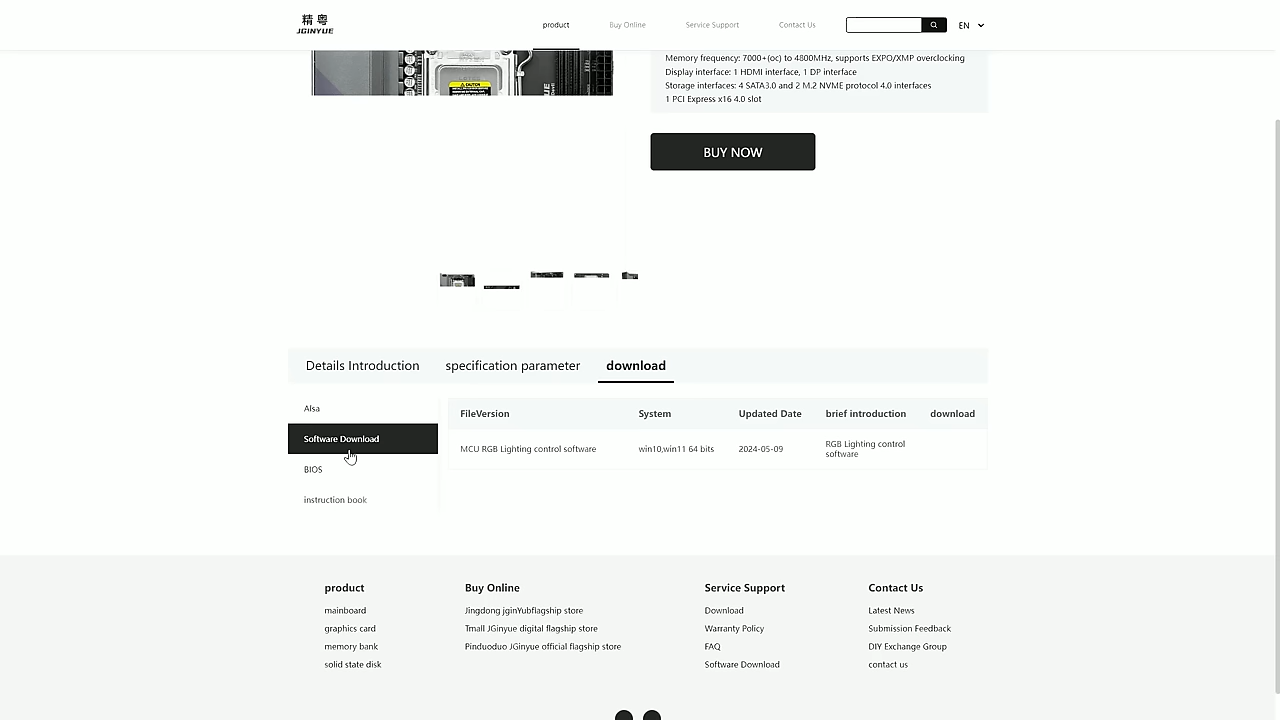 精粤
JGINYUE
product
Buy Online
Service Support
Contact Us
EN
CAUTION
Memory frequency: 7000+(oc) to 4800MHz, supports EXPO/XMP overclocking
Display interface: 1 HDMI interface, 1 DP interface
Storage interfaces: 4 SATA3.0 and 2 M.2 NVME protocol 4.0 interfaces
1 PCI Express x16 4.0 slot
BUY NOW
Details Introduction
specification parameter
download
Alsa
Software Download
BIOS
instruction book
FileVersion System Updated Date brief introduction download
MCU RGB Lighting control software win10,win11 64 bits 2024-05-09 RGB Lighting control
software
product
mainboard
graphics card
memory bank
solid state disk
Buy Online
Jingdong jginYubflagship store
Tmall JGinyue digital flagship store
Pinduoduo JGinyue official flagship store
Service Support
Download
Warranty Policy
FAQ
Software Download
Contact Us
Latest News
Submission Feedback
DIY Exchange Group
contact us